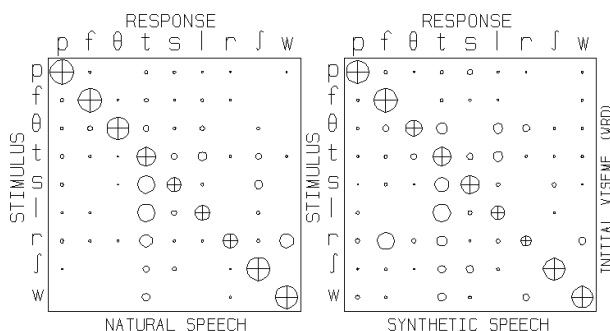 RESPONSE
p f θ t s l r ʃ w
STIMULUS
p
f
θ
t
s
l
r
ʃ
w
NATURAL SPEECH
RESPONSE
p f θ t s l r ʃ w
STIMULUS
p
f
θ
t
s
l
r
ʃ
w
SYNTHETIC SPEECH
INITIAL VISEME (WRD)